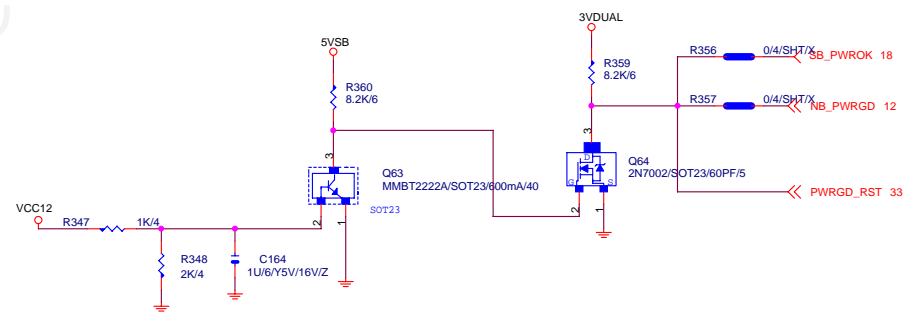 3VDUAL
5VSB
R356
0/4/SHT/X
SB_PWROK 18
R359
8.2K/6
R360
8.2K/6
R357
0/4/SHT/X
NB_PWRGD 12
3
3
Q64
2N7002/SOT23/60PF/5
D
G
S
Q63
MMBT2222A/SOT23/600mA/40
SOT23
PWRGD_RST 33
2
1
VCC12
R347
1K/4
2
1
R348
2K/4
C164
1U/6/Y5V/16V/Z